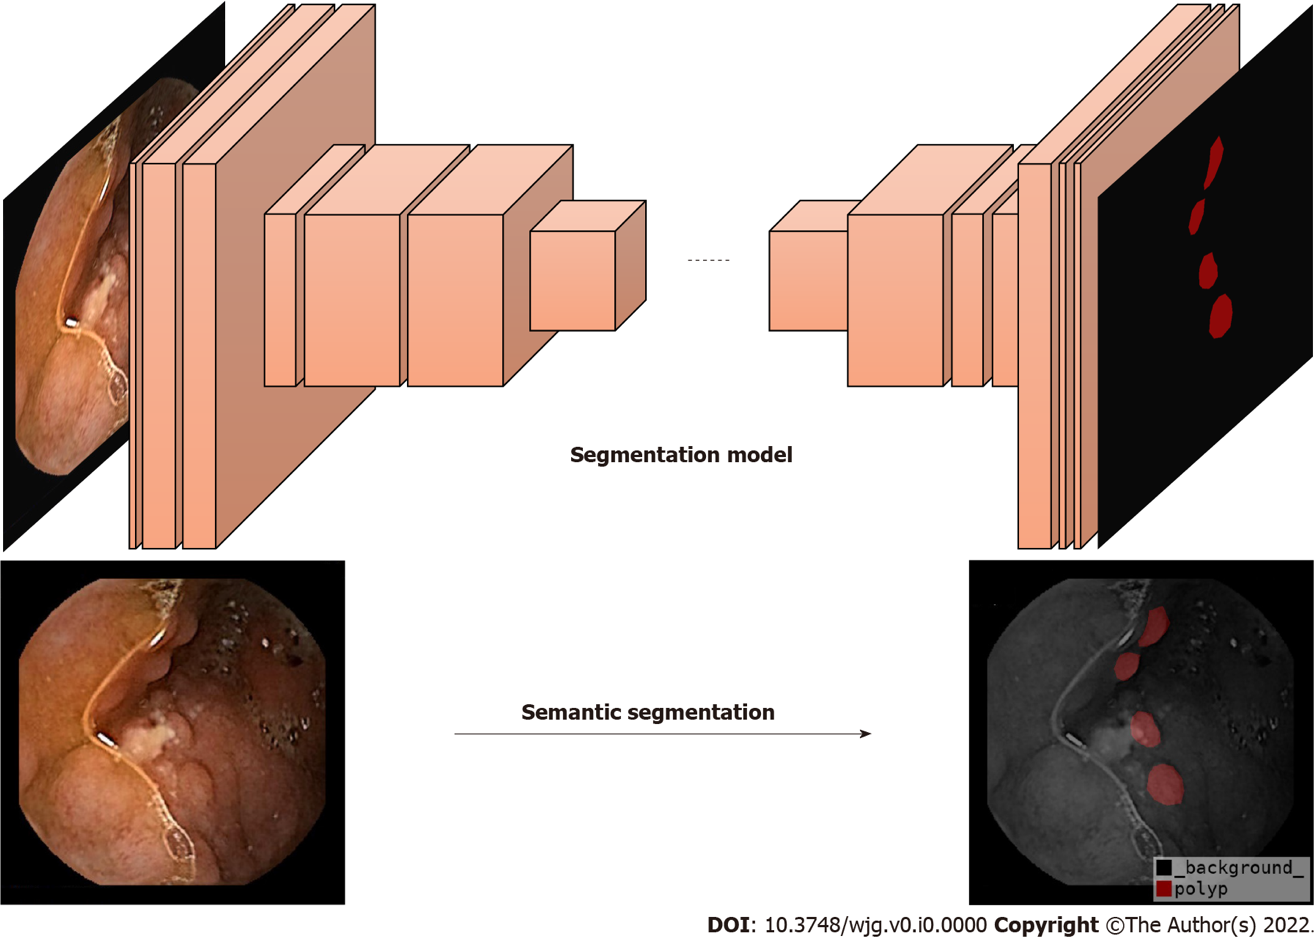 Segmentation model
Semantic segmentation
_background_
polyp
DOI: 10.3748/wjg.v0.i0.0000 Copyright ©The Author(s) 2022